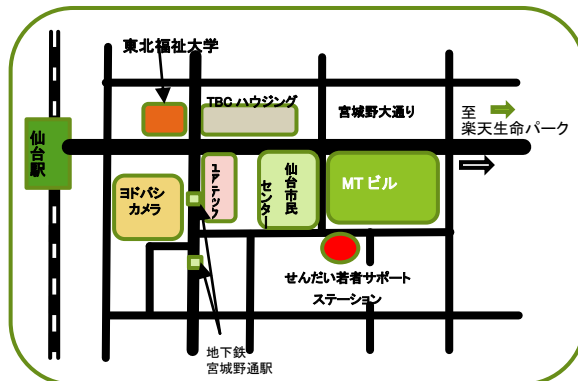 東北福祉大学
TBC ハウジング
宮城野大通り
至
楽天生命パーク
仙台駅
ヨドバシ
カメラ
ユアテック
仙台市民
センター
MT ビル
せんだい若者サポート
ステーション
地下鉄
宮城野通駅